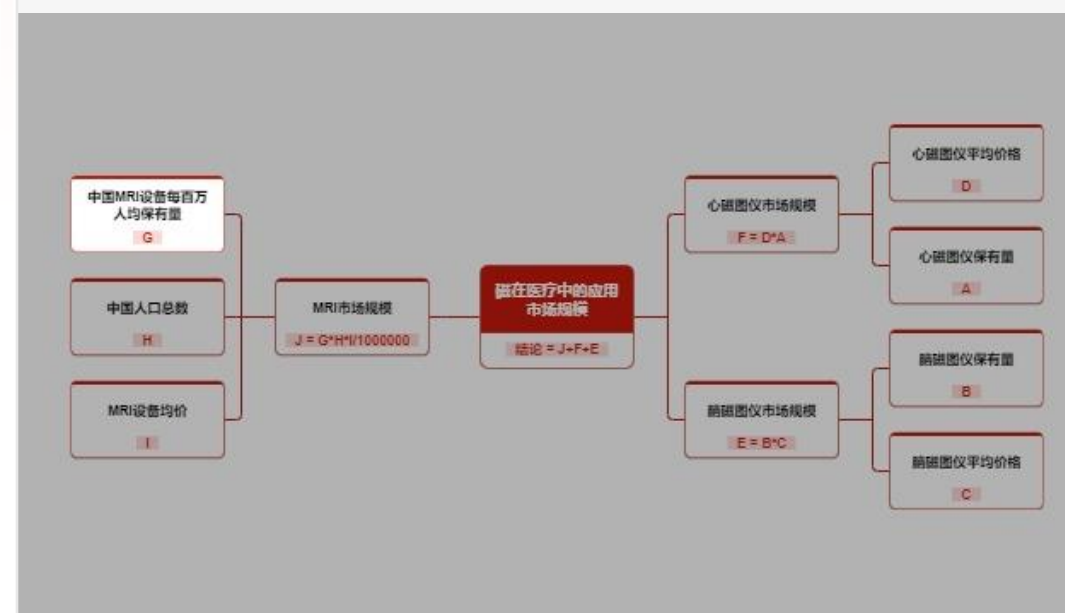 中国MRI设备每百万
人均保有量
G
中国人口总数
H
MRI设备均价
I
MRI市场规模
J = G*H*I/1000000
磁在医疗中的应用
市场规模
结论 = J+F+E
心磁图仪市场规模
F = D*A
脑磁图仪市场规模
E = B*C
心磁图仪平均价格
D
心磁图仪保有量
A
脑磁图仪保有量
B
脑磁图仪平均价格
C